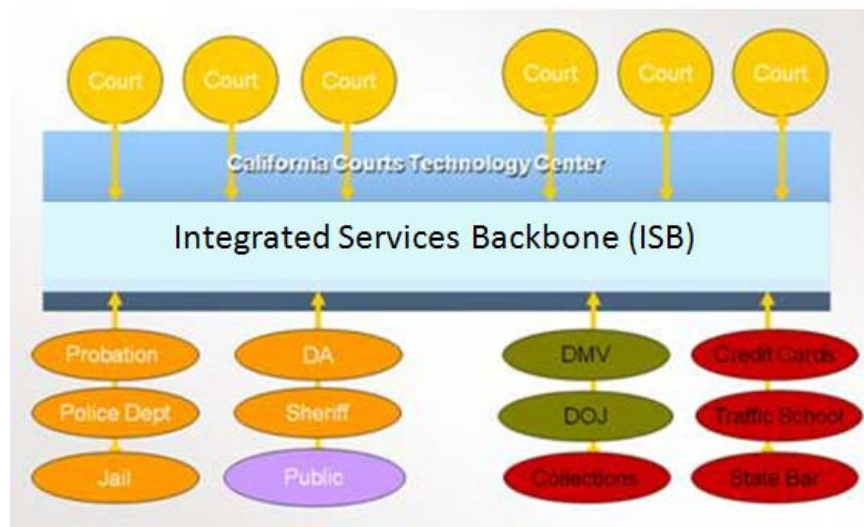 Court Court Court Court Court Court
California Courts Technology Center
Integrated Services Backbone (ISB)
Probation DA DMV Credit Cards
Police Dept Sheriff DOJ Traffic School
Jail Public Collections State Bar